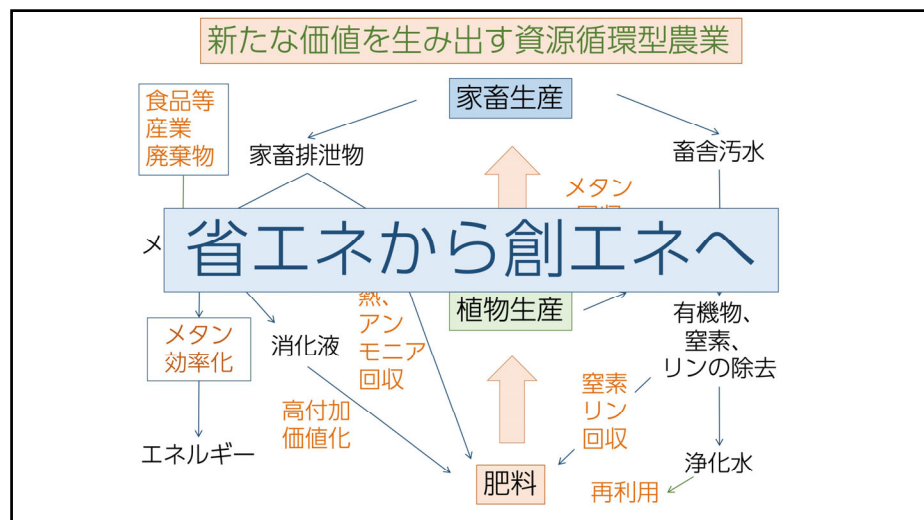 新たな価値を生み出す資源循環型農業
食品等
産業
廃棄物
家畜生産
家畜排泄物
畜舎汚水
メタン
メ
省エネから創エネへ
植物生産
熱、
アン
モニア
回収
有機物、
窒素、
リンの除去
メタン
効率化
消化液
高付加
価値化
窒素
リン
回収
エネルギー
肥料
浄化水
再利用